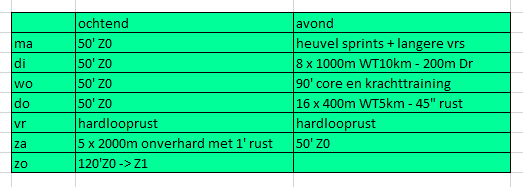 ochtend avond
ma 50' Z0 heuvel sprints + langere vrs
di 50' Z0 8 x 1000m WT10km - 200m Dr
wo 50' Z0 90' core en krachttraining
do 50' Z0 16 x 400m WT5km - 45" rust
vr hardlooprust hardlooprust
za 5 x 2000m onverhard met 1' rust 50' Z0
zo 120'Z0 -> Z1